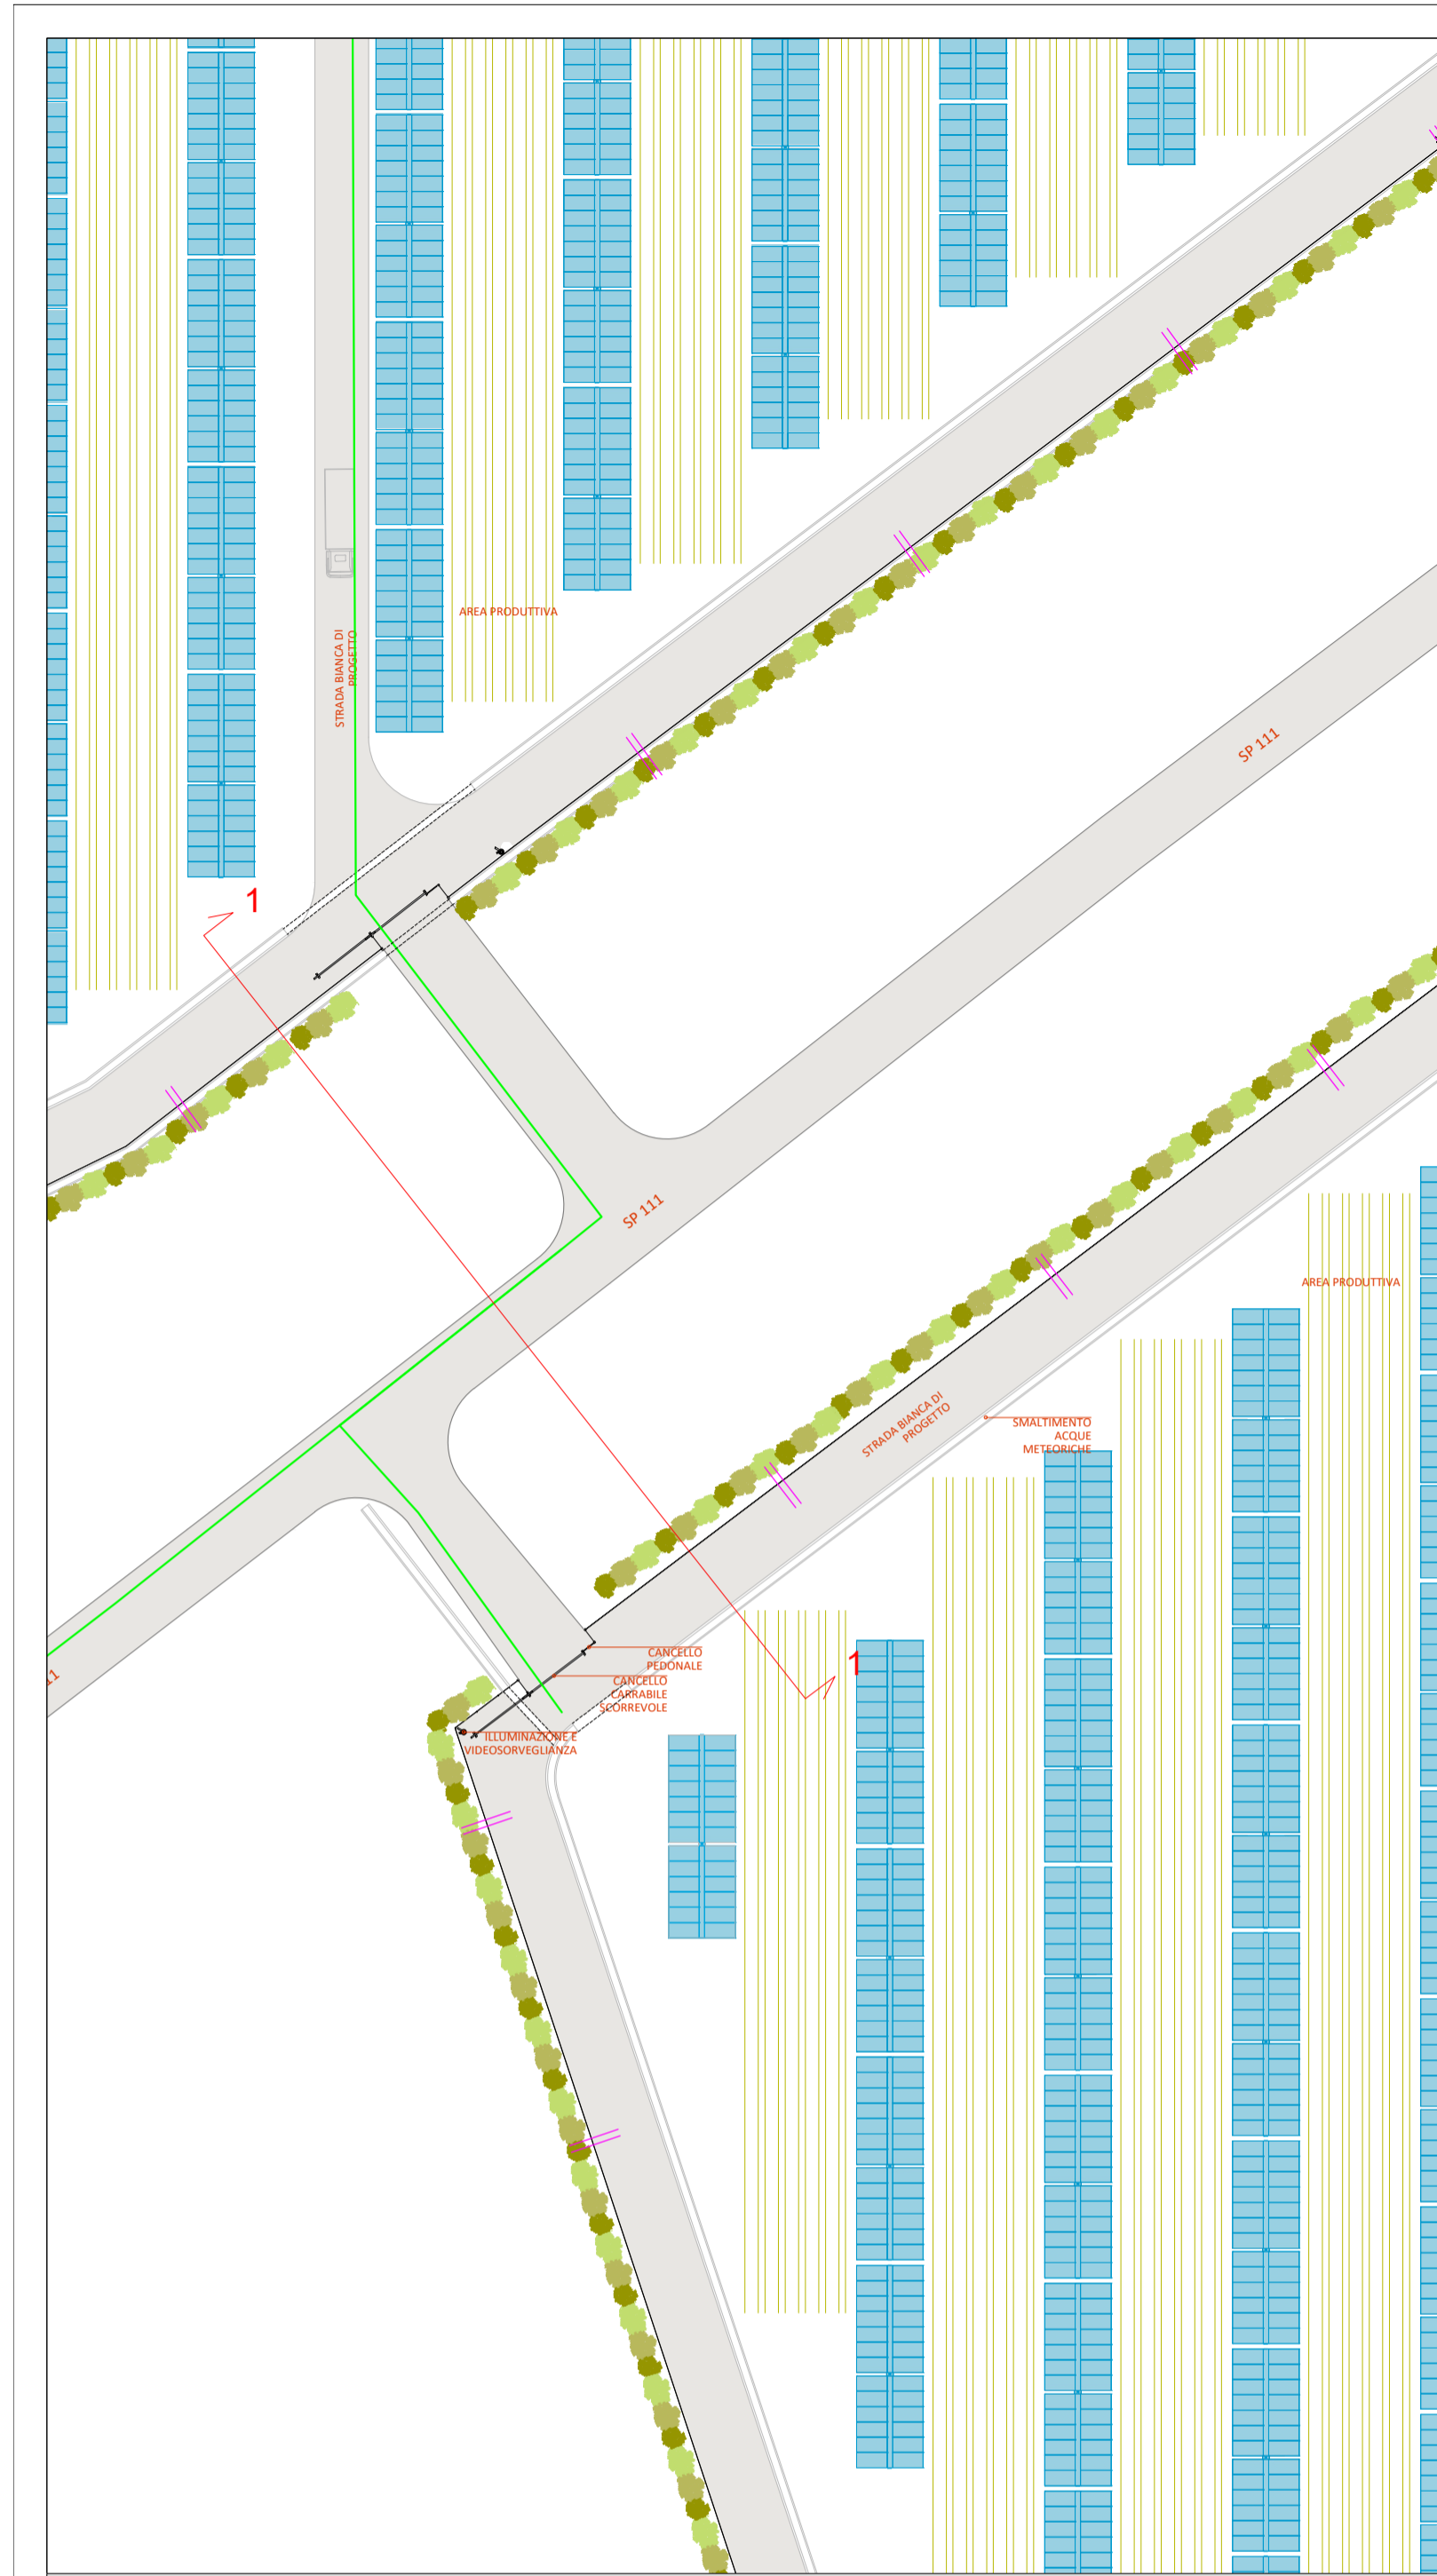 AREA PRODUTTIVA
STRADA BIANCA DI
PROGETTO
SP 111
1
SP 111
AREA PRODUTTIVA
STRADA BIANCA DI
PROGETTO
SMALTIMENTO
ACQUE
METEORICHE
CANCELLO
PEDONALE
1
CANCELLO
CARRABILE
SCORREVOLE
11
ILLUMINAZIONE E
VIDEOSORVEGLIANZA